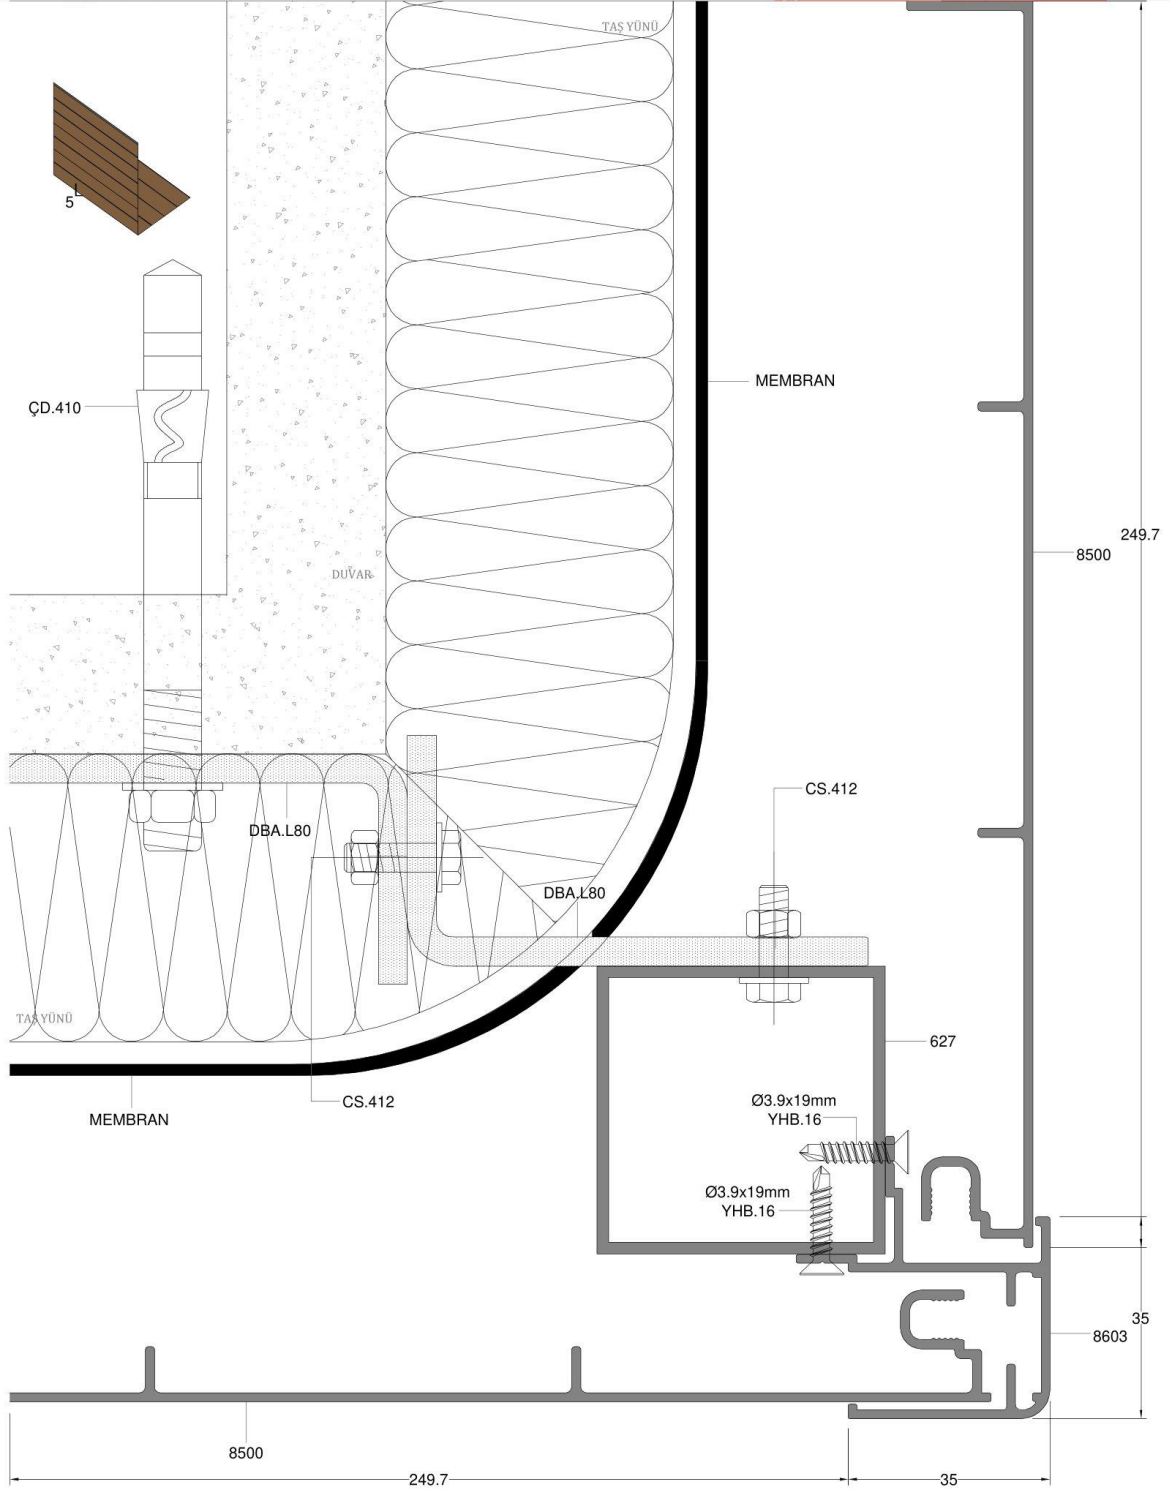 TAŞ YÜNÜ
L
5
MEMBRAN
ÇD.410
249.7
8500
DUVAR
CS.412
DBA.L80
DBA.L80
TAŞ YÜNÜ
627
CS.412
Ø3.9x19mm
YHB.16
MEMBRAN
Ø3.9x19mm
YHB.16
35
8603
8500
249.7
35